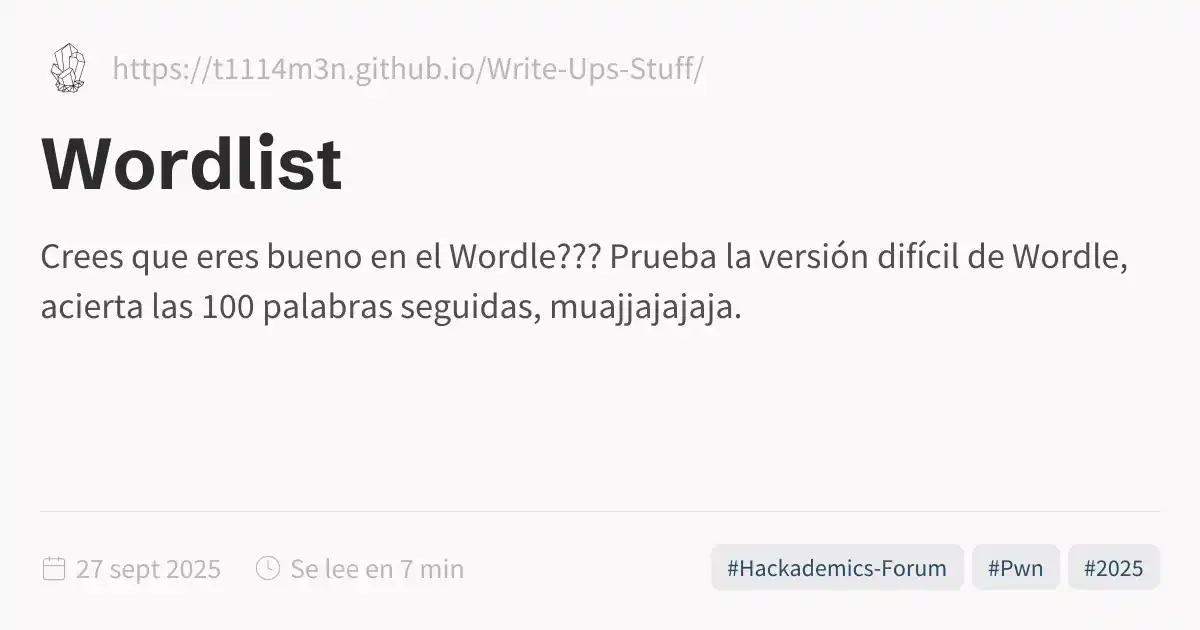 https://t1114m3n.github.io/Write-Ups-Stuff/
Wordlist
Crees que eres bueno en el Wordle??? Prueba la versión difícil de Wordle,
acierta las 100 palabras seguidas, muajjajajaja.
27 sept 2025 Se lee en 7 min #Hackademics-Forum #Pwn #2025